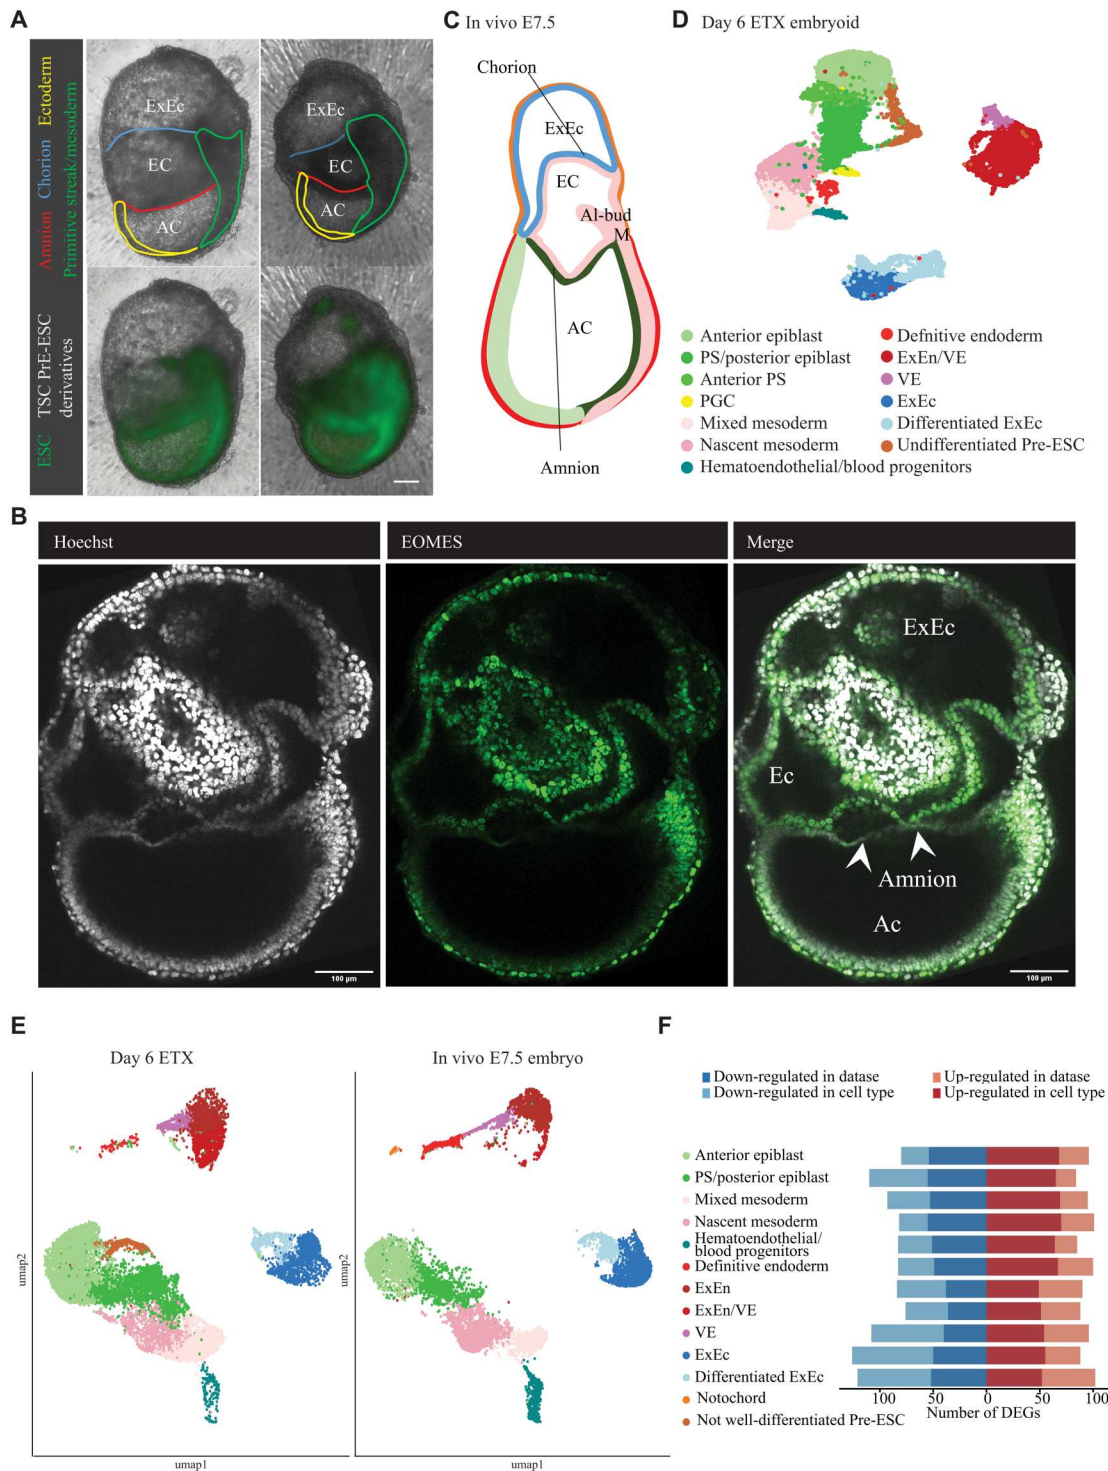 A
Ectoderm
Chorion
Primitive streak/mesoderm
Amnion
TSC PrE-ESC
derivatives
ESC
ExEc
EC
AC
ExEc
EC
AC
C In vivo E7.5
Chorion
ExEc
EC
Al-bud
M
AC
Amnion
D Day 6 ETX embryoid
Anterior epiblast
PS/posterior epiblast
Anterior PS
PGC
Mixed mesoderm
Nascent mesoderm
Hematoendothelial/blood progenitors
Defnitive endoderm
ExEn/VE
VE
ExEc
Differentiated ExEc
Undifferentiated Pre-ESC
B
Hoechst
EOMES
Merge
100 µm
ExEc
Ec
Amnion
Ac
100 µm
E
Day 6 ETX
In vivo E7.5 embryo
umap2
umap1
umap2
umap1
F
Down-regulated in datase
Up-regulated in datase
Down-regulated in cell type
Up-regulated in cell type
Anterior epiblast
PS/posterior epiblast
Mixed mesoderm
Nascent mesoderm
Hematoendothelial/
blood progenitors
Definitive endoderm
ExEn
ExEn/VE
VE
ExEc
Differentiated ExEc
Notochord
Not well-differentiated Pre-ESC
100 50 0 50 100
Number of DEGs